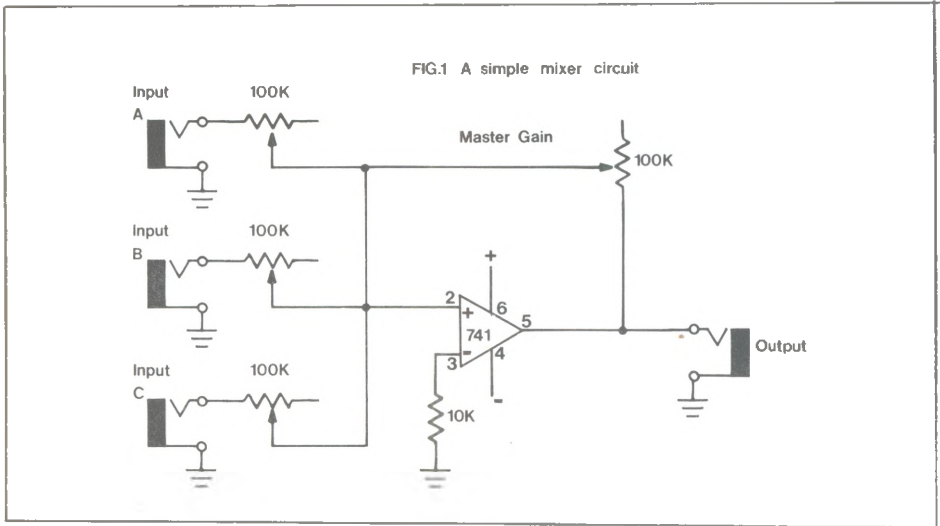 FIG.1 A simple mixer circuit
Input
A
100K
Master Gain
100K
Input
B
100K
+
2
6
+
741
5
-
3
4
-
Output
Input
C
100K
10K